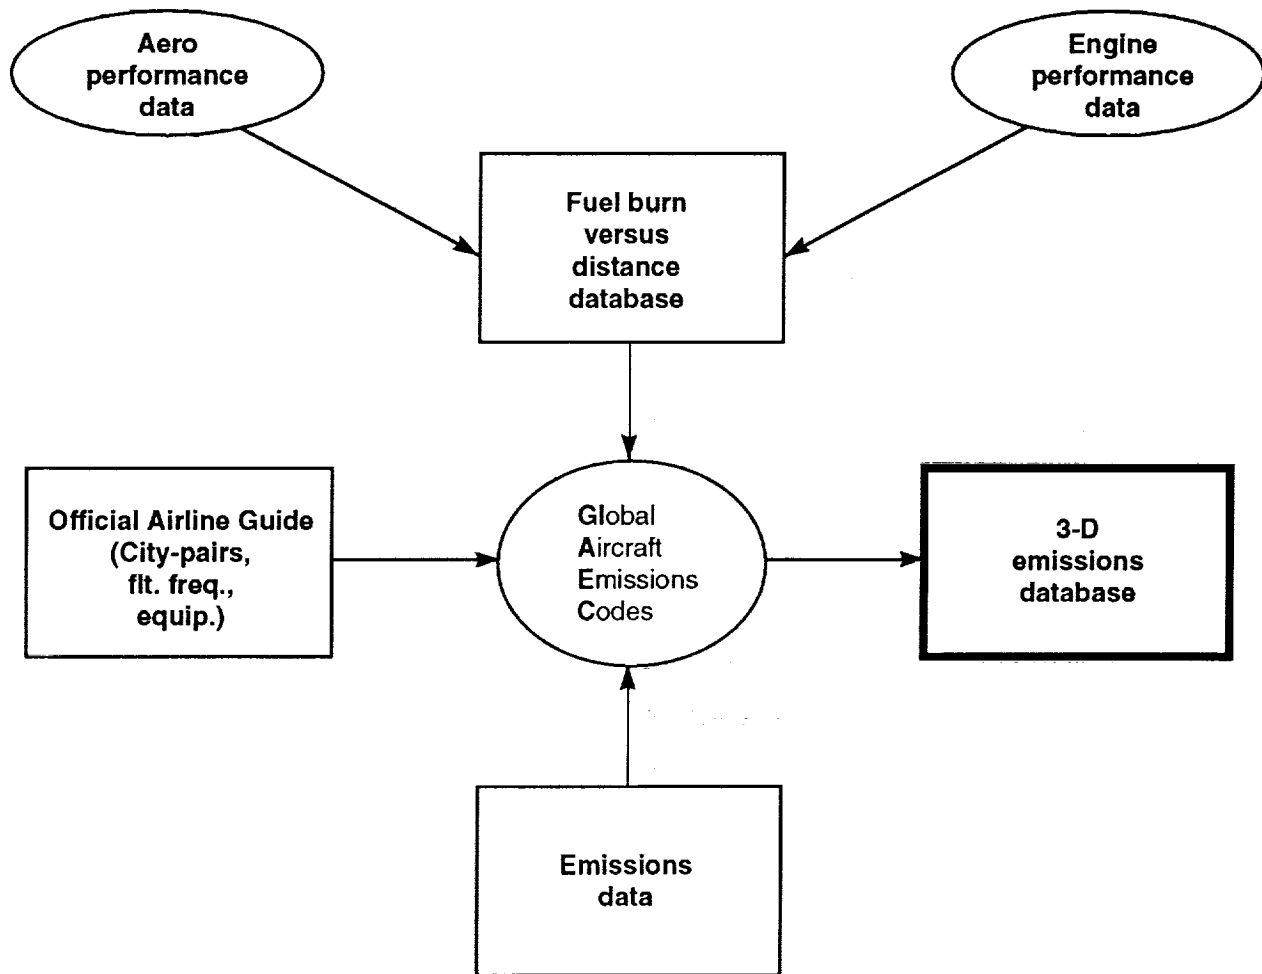 Aero
performance
data
Engine
performance
data
Fuel burn
versus
distance
database
Official Airline Guide
(City-pairs,
flt. freq.,
equip.)
Global
Aircraft
Emissions
Codes
3-D
emissions
database
Emissions
data